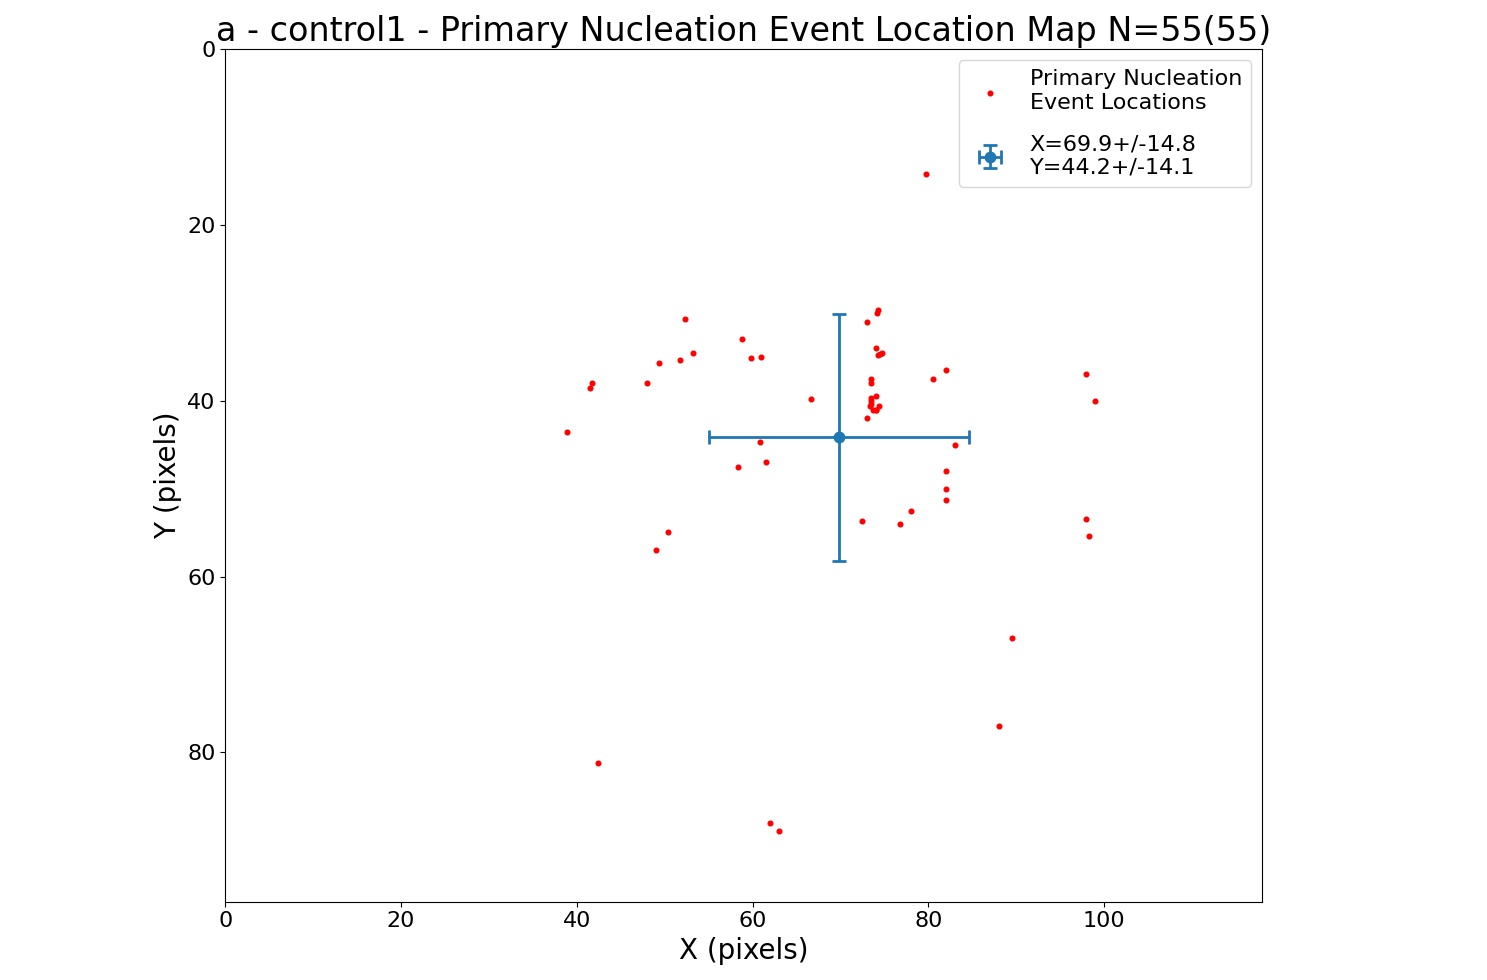 a - control1 - Primary Nucleation Event Location Map N=55(55)
Primary Nucleation
Event Locations
X=69.9+/-14.8
Y=44.2+/-14.1
0
20
40
60
80
Y (pixels)
0
20
40
60
80
100
X (pixels)